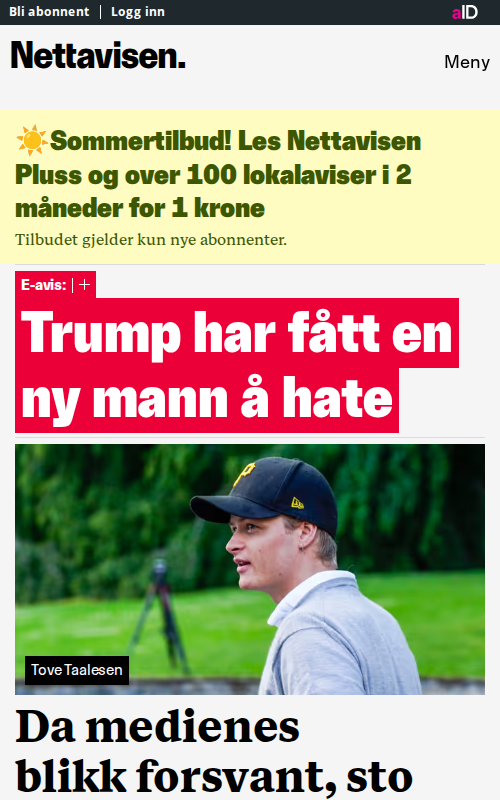 Bli abonnent
Logg inn
aID
Nettavisen.
Meny
Sommertilbud! Les Nettavisen
Pluss og over 100 lokalaviser i 2
måneder for 1 krone
Tilbudet gjelder kun nye abonnenter.
E-avis: | +
Trump har fått en
ny mann å hate
Tove Taalesen
Da medienes
blikk forsvant, sto